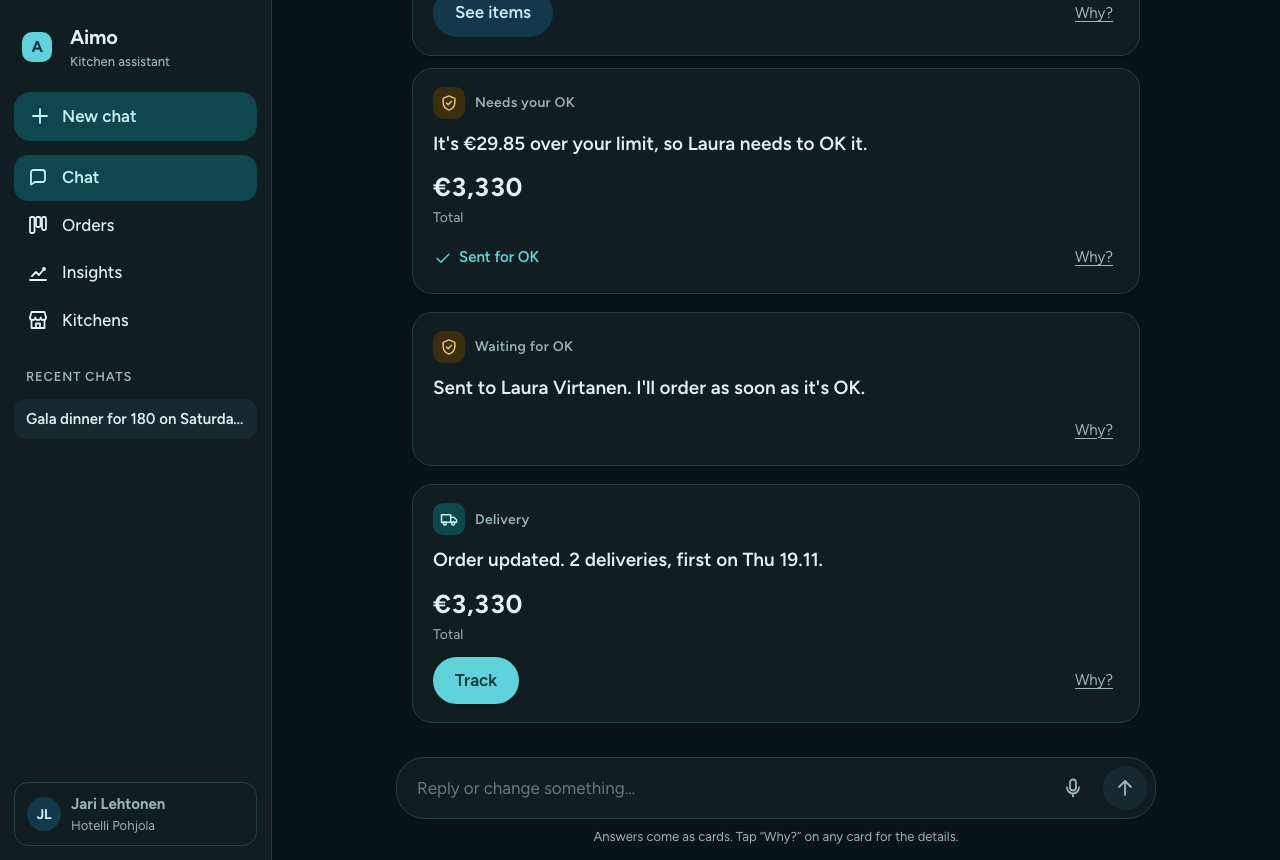 A
Aimo
Kitchen assistant
New chat
Chat
Orders
Insights
Kitchens
RECENT CHATS
Gala dinner for 180 on Saturda...
JL
Jari Lehtonen
Hotelli Pohjola
See items
Why?
Needs your OK
It's €29.85 over your limit, so Laura needs to OK it.
€3,330
Total
Sent for OK
Why?
Waiting for OK
Sent to Laura Virtanen. I'll order as soon as it's OK.
Why?
Delivery
Order updated. 2 deliveries, first on Thu 19.11.
€3,330
Total
Track
Why?
Reply or change something...
Answers come as cards. Tap “Why?” on any card for the details.